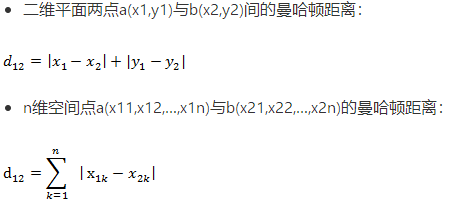 • 二维平面两点a(x1,y1)与b(x2,y2)间的曼哈顿距离：
d₁₂ = |x₁ − x₂| + |y₁ − y₂|
• n维空间点a(x11,x12,...,x1n)与b(x21,x22,...,x2n)的曼哈顿距离：
d₁₂ = ∑ₖ₌₁ⁿ |x₁ₖ − x₂ₖ|